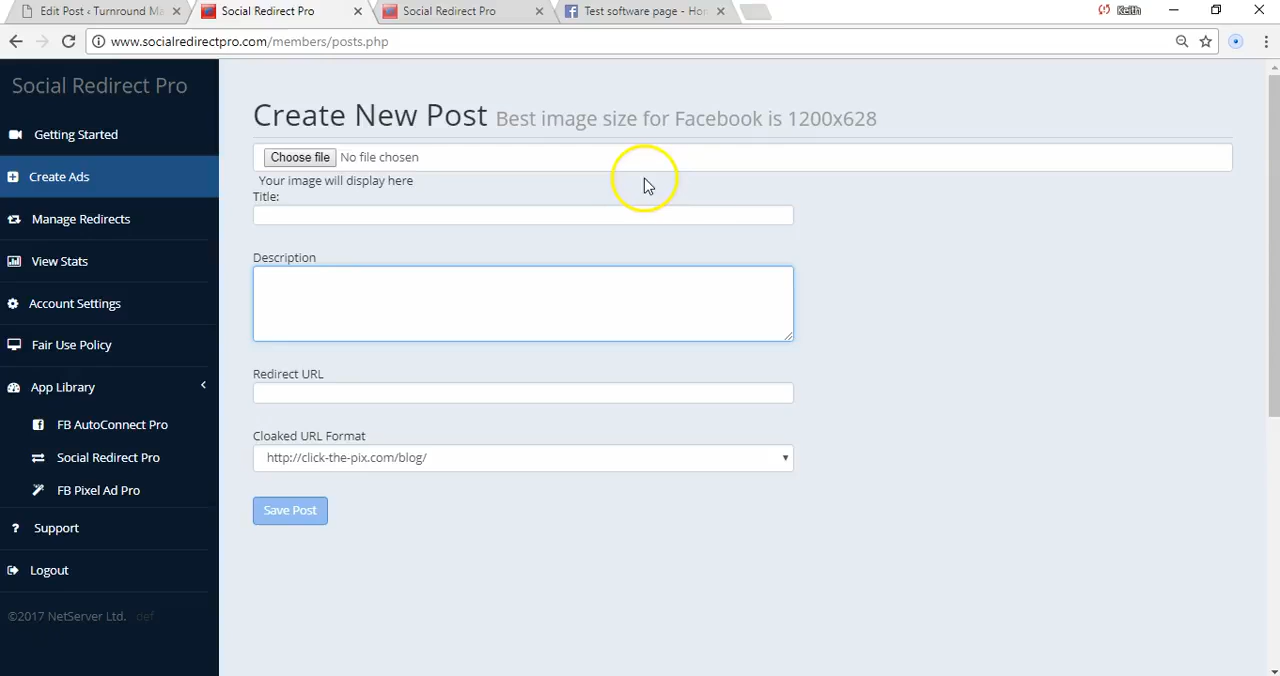 Edit Post ‹ Turnround Ma
Social Redirect Pro
Social Redirect Pro
Test software page - Hor
Keith
www.socialredirectpro.com/members/posts.php
Social Redirect Pro
Getting Started
Create Ads
Manage Redirects
View Stats
Account Settings
Fair Use Policy
App Library
FB AutoConnect Pro
Social Redirect Pro
FB Pixel Ad Pro
Support
Logout
©2017 NetServer Ltd. def
Create New Post Best image size for Facebook is 1200x628
Choose file No file chosen
Your image will display here
Title:
Description
Redirect URL
Cloaked URL Format
http://click-the-pix.com/blog/
Save Post